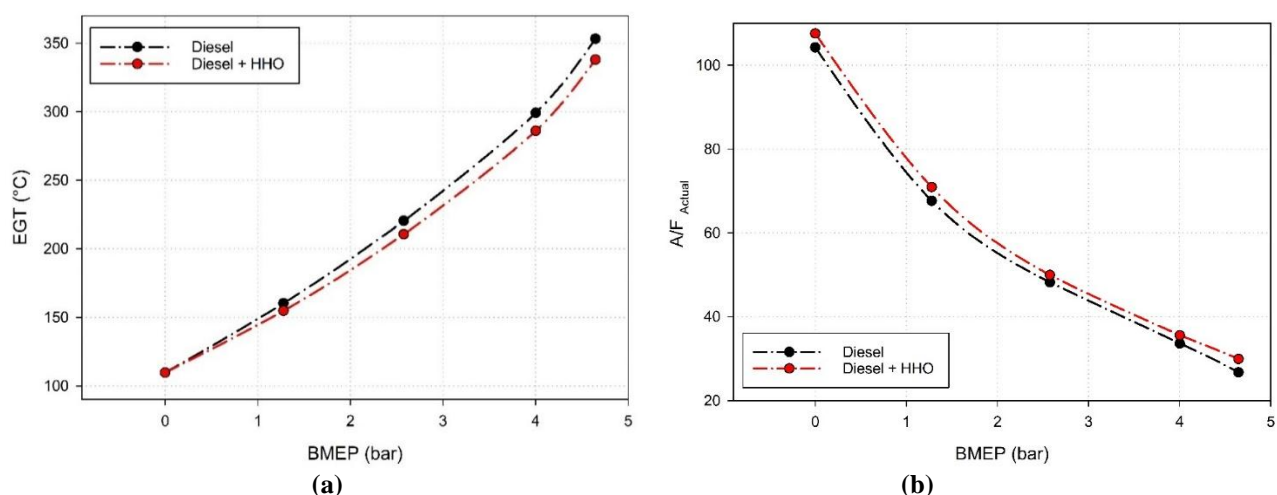 Diesel
Diesel + HHO
350
300
250
200
150
100
EGT (°C)
0 1 2 3 4 5
BMEP (bar)
(a)
100
80
60
40
20
A/F Actual
Diesel
Diesel + HHO
0 1 2 3 4 5
BMEP (bar)
(b)